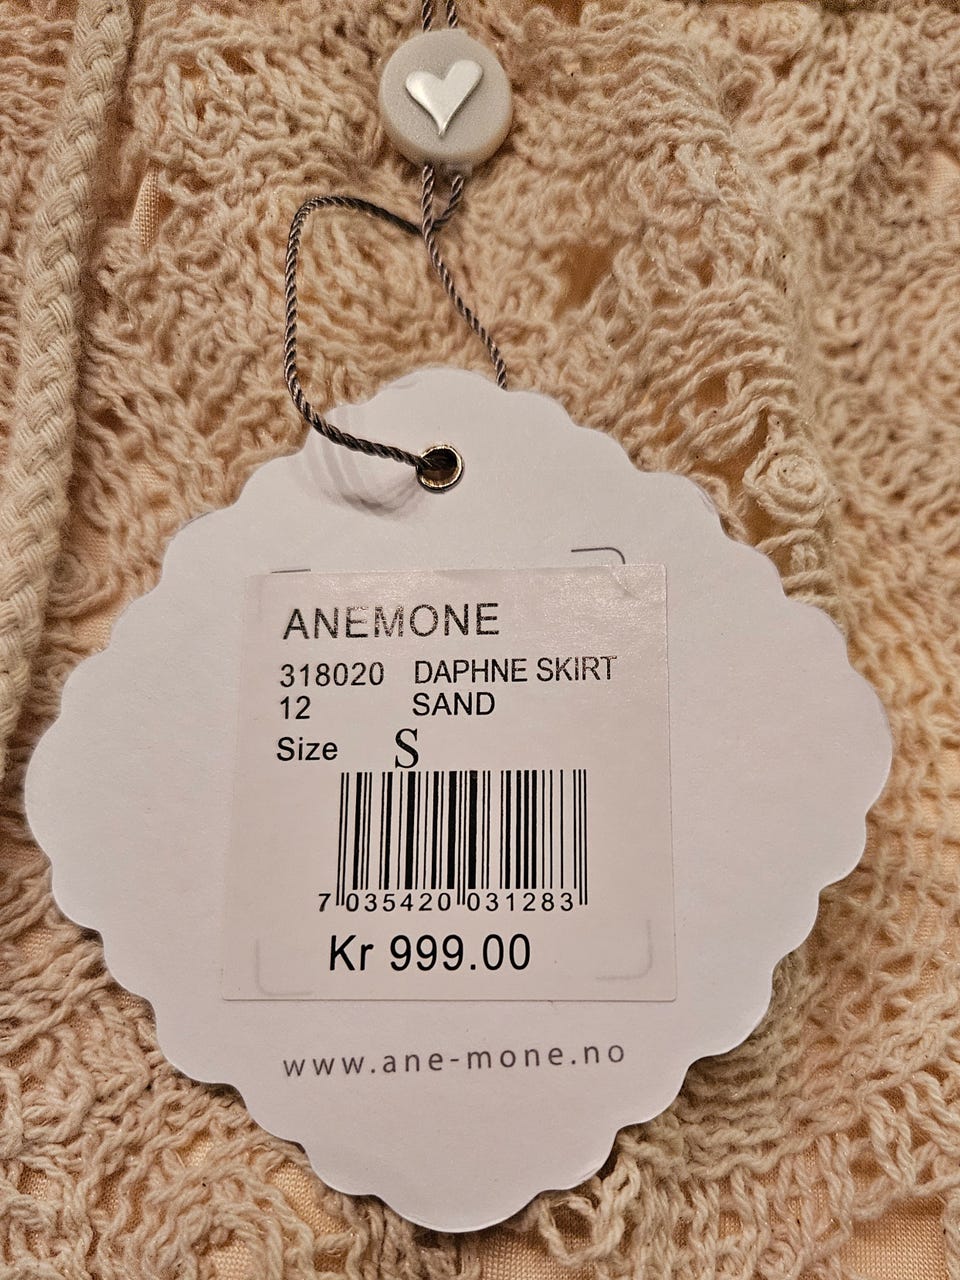 ANEMONE
318020 DAPHNE SKIRT
12 SAND
Size S
7 035420 031283
Kr 999.00
www.ane-mone.no